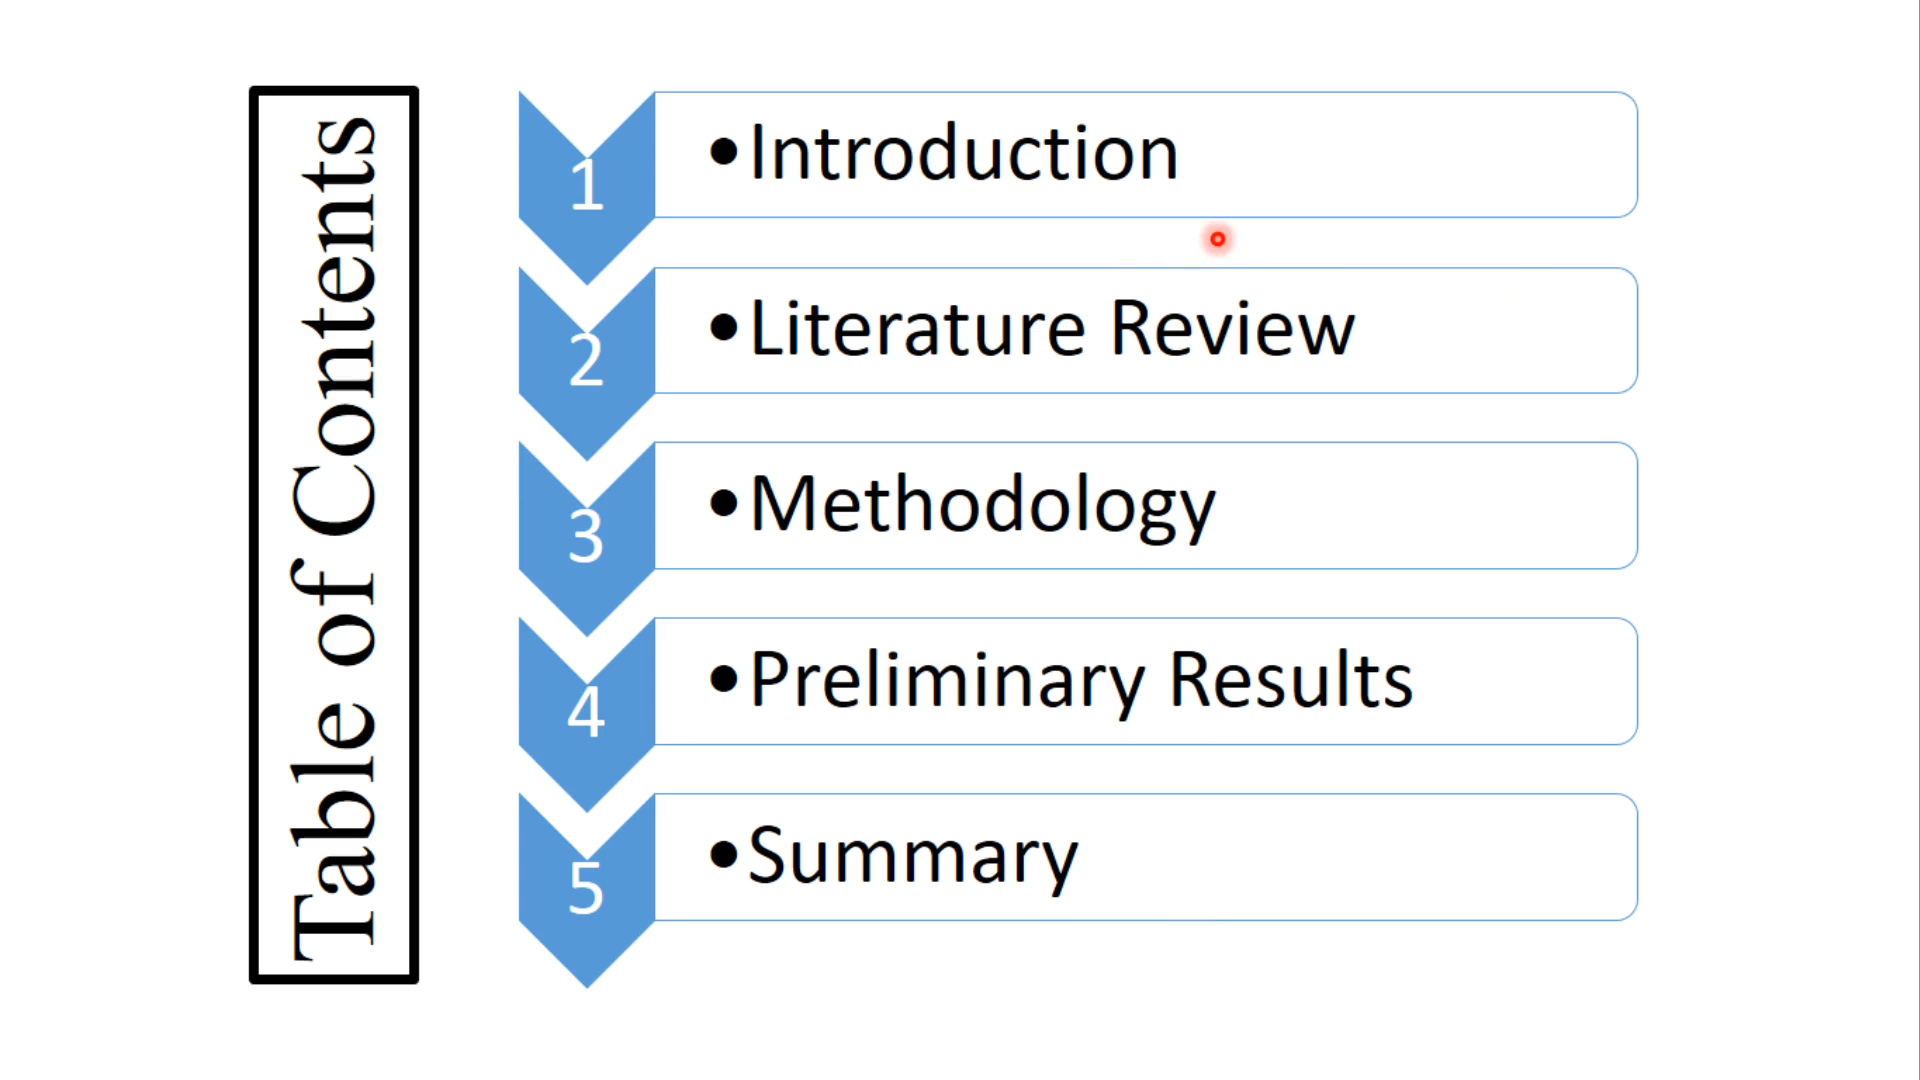 Table of Contents
1
•Introduction
2
•Literature Review
3
•Methodology
4
•Preliminary Results
5
•Summary